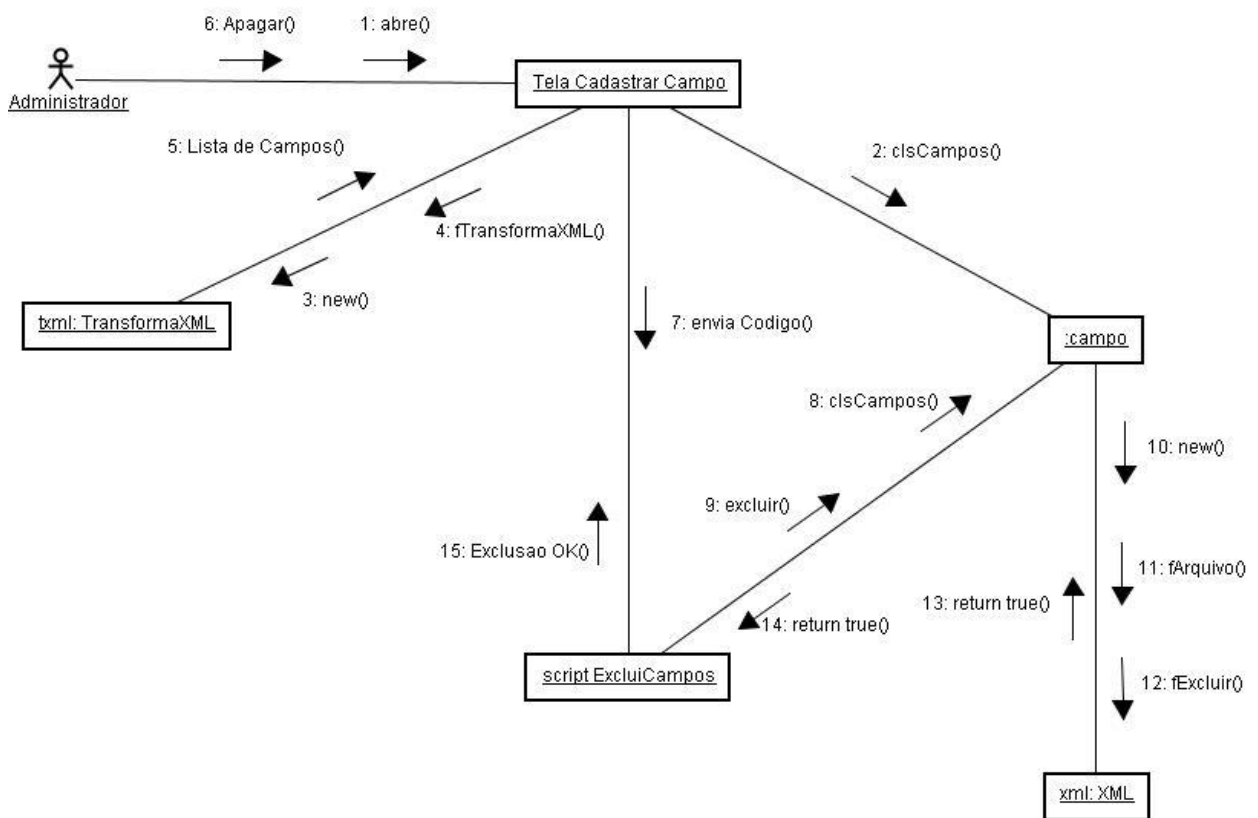 6: Apagar()
1: abre()
Administrador
Tela Cadastrar Campo
5: Lista de Campos()
2: clsCampos()
4: fTransformaXML()
3: new()
txml: TransformaXML
7: envia Codigo()
:campo
8: clsCampos()
10: new()
9: excluir()
15: Exclusao OK()
11: fArquivo()
13: return true()
14: return true()
script ExcluiCampos
12: fExcluir()
xml: XML